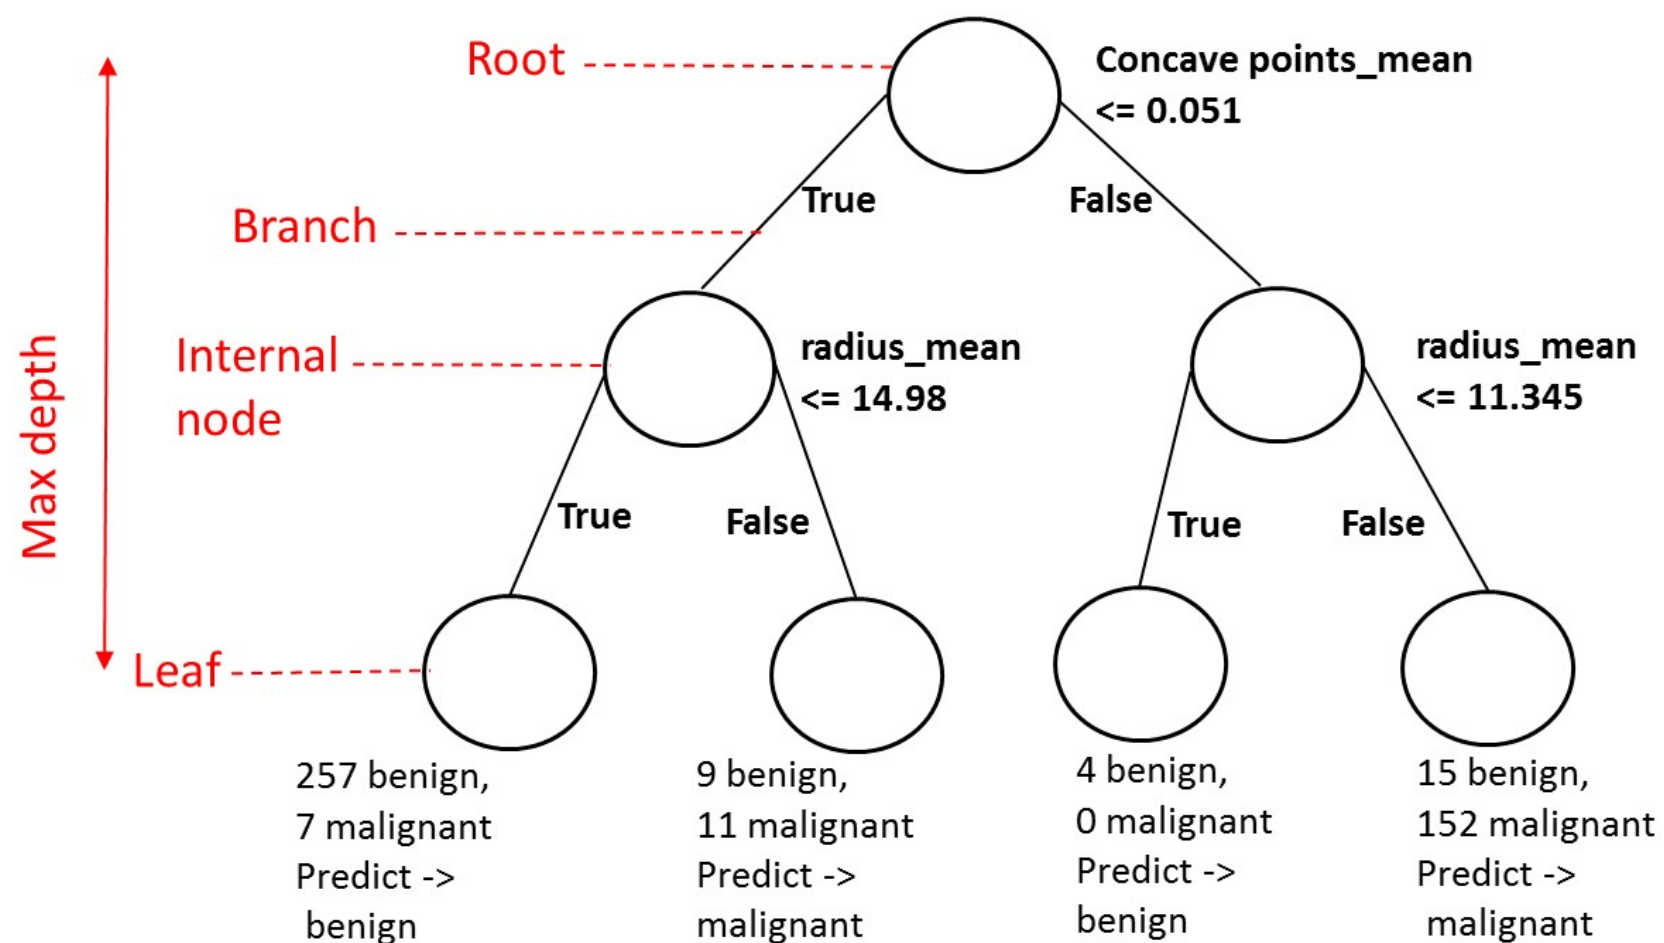 Root
Concave points_mean
<= 0.051
True
False
Branch
Max depth
Internal
node
radius_mean
<= 14.98
radius_mean
<= 11.345
True
False
True
False
Leaf
257 benign,
7 malignant
Predict ->
benign
9 benign,
11 malignant
Predict ->
malignant
4 benign,
0 malignant
Predict ->
benign
15 benign,
152 malignant
Predict ->
malignant